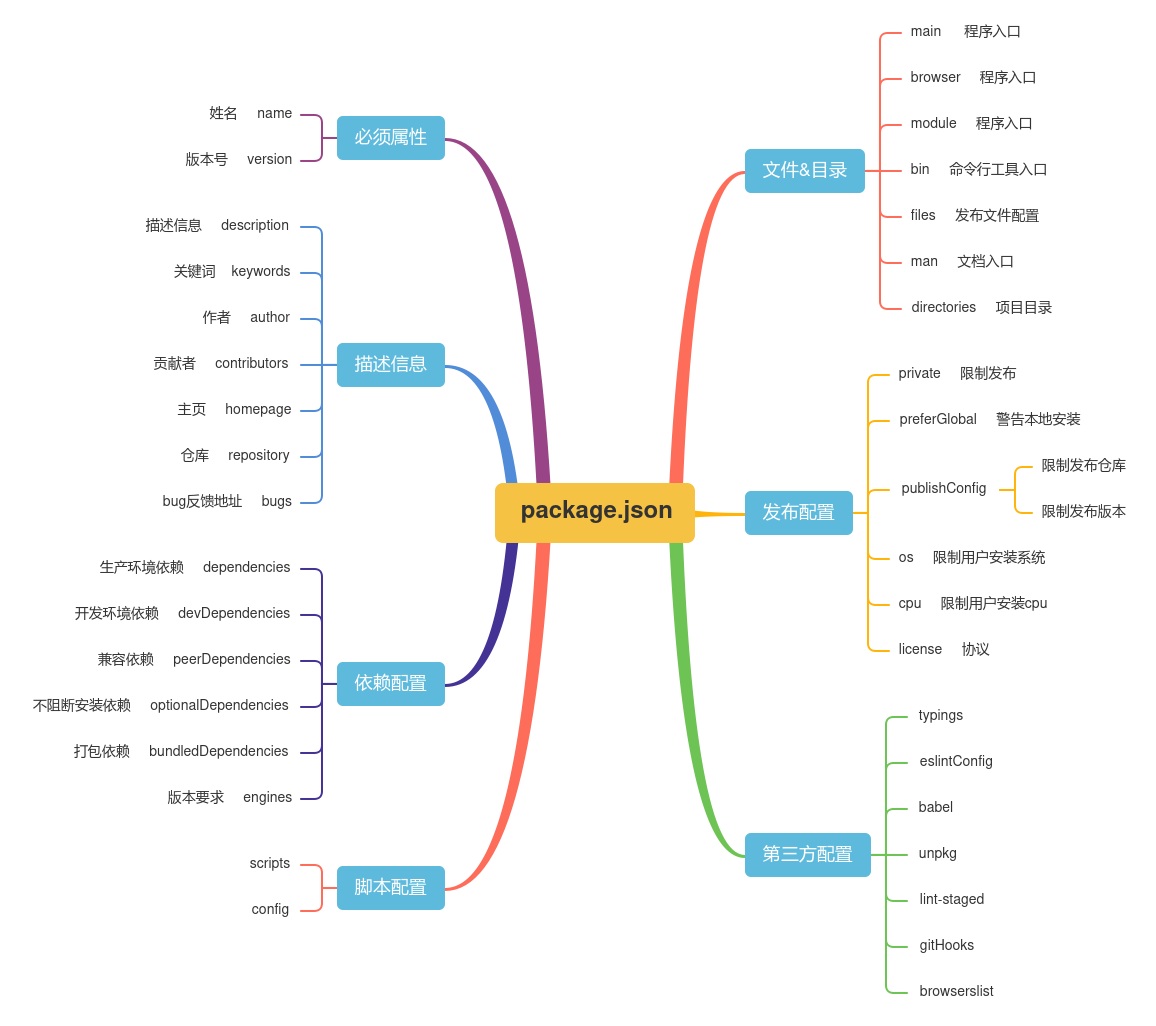 package.json
必须属性
姓名 name
版本号 version
描述信息
描述信息 description
关键词 keywords
作者 author
贡献者 contributors
主页 homepage
仓库 repository
bug反馈地址 bugs
依赖配置
生产环境依赖 dependencies
开发环境依赖 devDependencies
兼容依赖 peerDependencies
不阻断安装依赖 optionalDependencies
打包依赖 bundledDependencies
版本要求 engines
脚本配置
scripts
config
文件&目录
main 程序入口
browser 程序入口
module 程序入口
bin 命令行工具入口
files 发布文件配置
man 文档入口
directories 项目目录
发布配置
private 限制发布
preferGlobal 警告本地安装
publishConfig
限制发布仓库
限制发布版本
os 限制用户安装系统
cpu 限制用户安装cpu
license 协议
第三方配置
typings
eslintConfig
babel
unpkg
lint-staged
gitHooks
browserslist